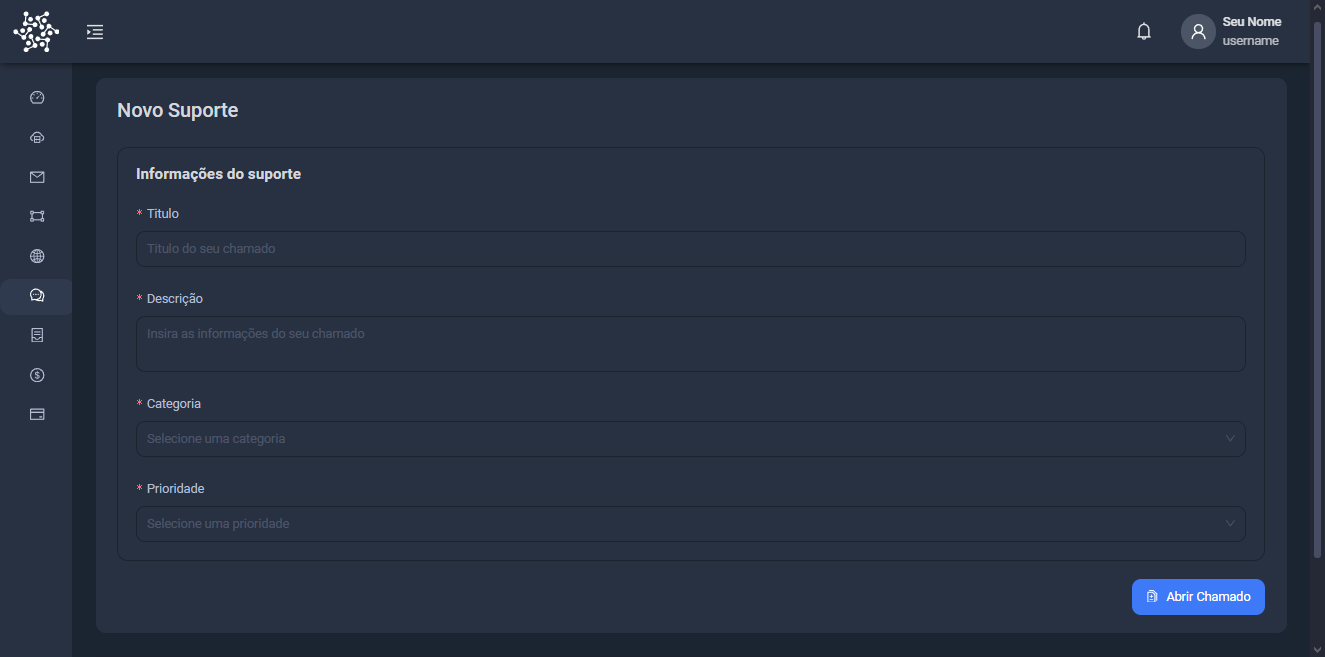 Seu Nome
username
Novo Suporte
Informações do suporte
* Titulo
Titulo do seu chamado
* Descrição
Insira as informações do seu chamado
* Categoria
Selecione uma categoria
* Prioridade
Selecione uma prioridade
Abrir Chamado